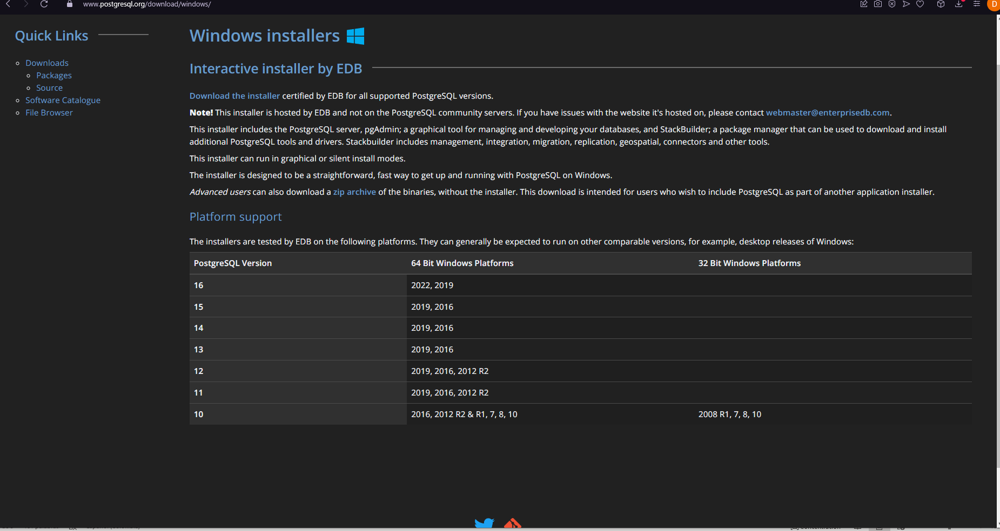 www.postgresql.org/download/windows/
D
Quick Links
Downloads
Packages
Source
Software Catalogue
File Browser
Windows installers
Interactive installer by EDB
Download the installer certified by EDB for all supported PostgreSQL versions.
Note! This installer is hosted by EDB and not on the PostgreSQL community servers. If you have issues with the website it's hosted on, please contact webmaster@enterprisedb.com.
This installer includes the PostgreSQL server, pgAdmin; a graphical tool for managing and developing your databases, and StackBuilder; a package manager that can be used to download and install
additional PostgreSQL tools and drivers. Stackbuilder includes management, integration, migration, replication, geospatial, connectors and other tools.
This installer can run in graphical or silent install modes.
The installer is designed to be a straightforward, fast way to get up and running with PostgreSQL on Windows.
Advanced users can also download a zip archive of the binaries, without the installer. This download is intended for users who wish to include PostgreSQL as part of another application installer.
Platform support
The installers are tested by EDB on the following platforms. They can generally be expected to run on other comparable versions, for example, desktop releases of Windows:
PostgreSQL Version 64 Bit Windows Platforms 32 Bit Windows Platforms
16 2022, 2019
15 2019, 2016
14 2019, 2016
13 2019, 2016
12 2019, 2016, 2012 R2
11 2019, 2016, 2012 R2
10 2016, 2012 R2 & R1, 7, 8, 10 2008 R1, 7, 8, 10